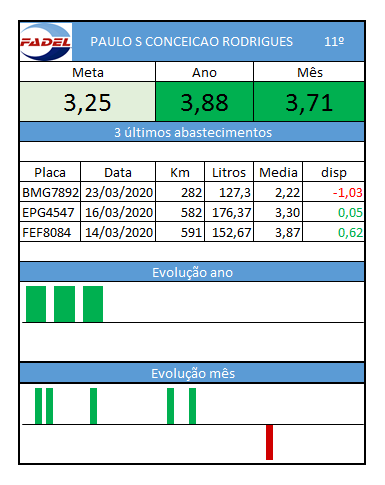 FADEL PAULO S CONCEICAO RODRIGUES 11º
Meta Ano Mês
3,25 3,88 3,71
3 últimos abastecimentos
Placa Data Km Litros Media disp
BMG7892 23/03/2020 282 127,3 2,22 -1,03
EPG4547 16/03/2020 582 176,37 3,30 0,05
FEF8084 14/03/2020 591 152,67 3,87 0,62
Evolução ano
Evolução mês